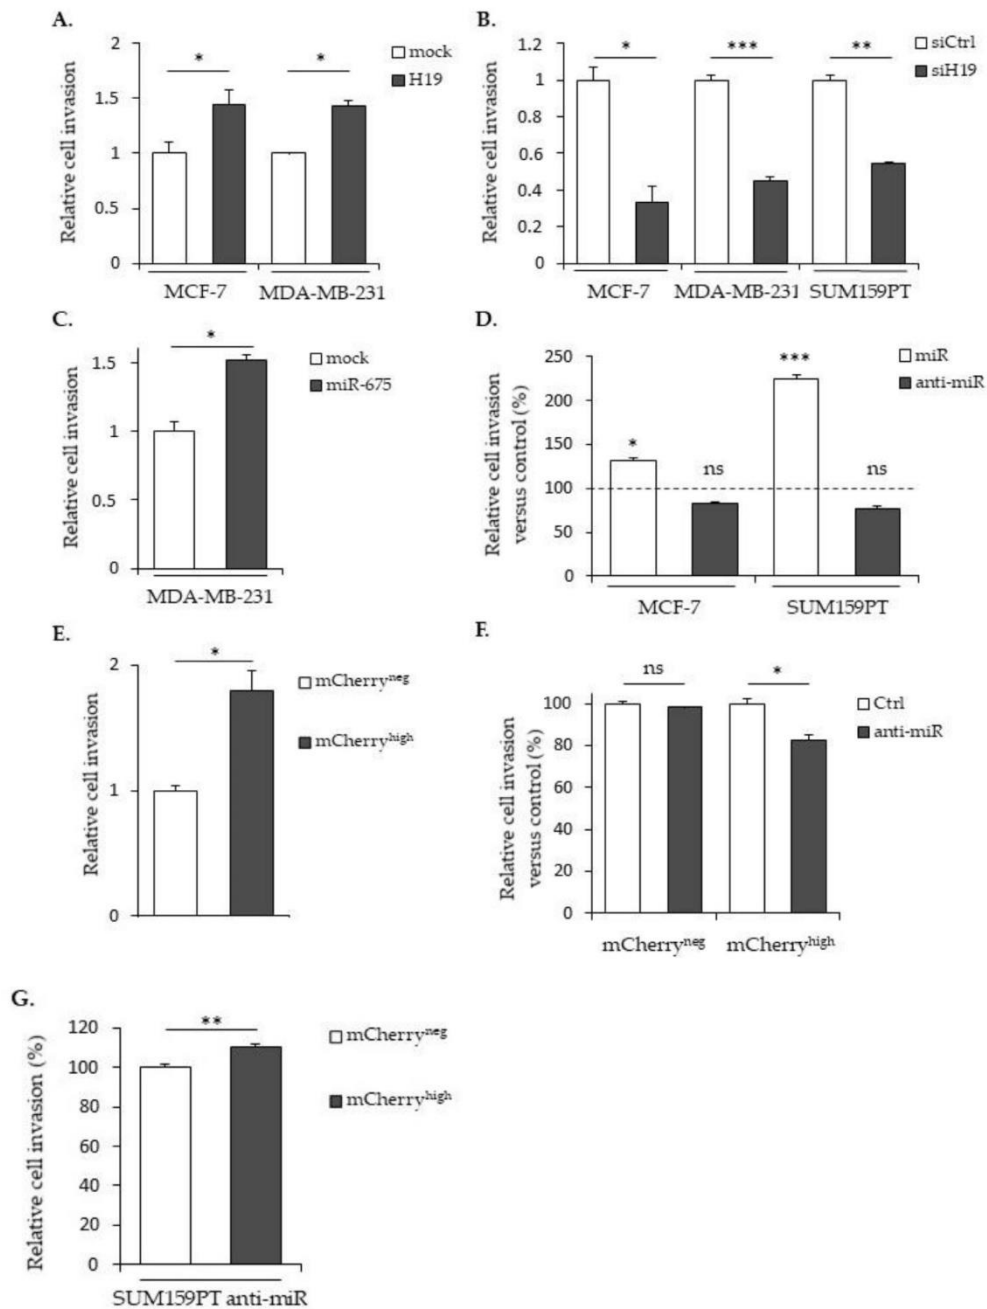 A.
Relative cell invasion
2
1.5
1
0.5
0
* *
MCF-7 MDA-MB-231
mock
H19
B.
Relative cell invasion
1.2
1
0.8
0.6
0.4
0.2
0
* *** **
MCF-7 MDA-MB-231 SUM159PT
siCtrl
siH19
C.
Relative cell invasion
1.5
1
0.5
0
*
MDA-MB-231
mock
miR-675
D.
Relative cell invasion
versus control (%)
250
200
150
100
50
0
***
*
ns ns
MCF-7 SUM159PT
miR
anti-miR
E.
Relative cell invasion
2
1
0
*
mCherryneg
mCherryhigh
F.
Relative cell invasion
versus control (%)
100
80
60
40
20
0
ns *
mCherryneg mCherryhigh
Ctrl
anti-miR
G.
Relative cell invasion (%)
120
100
80
60
40
20
0
**
SUM159PT anti-miR
mCherryneg
mCherryhigh